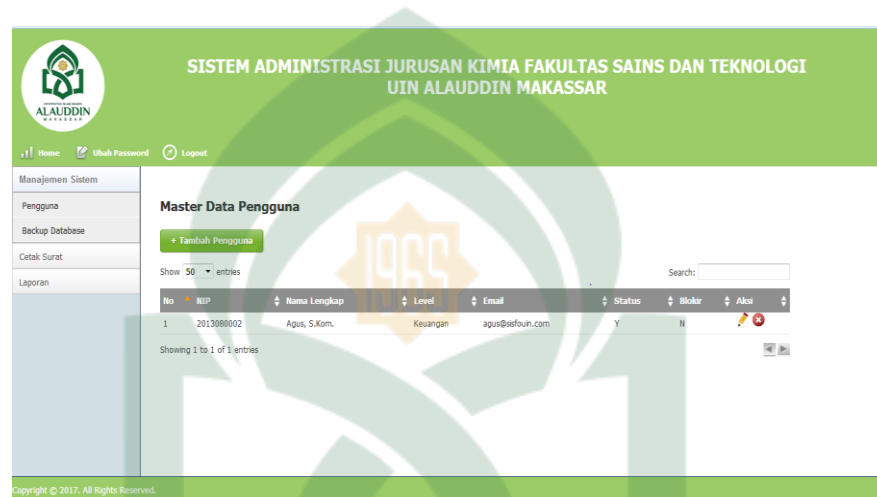 SISTEM ADMINISTRASI JURUSAN KIMIA FAKULTAS SAINS DAN TEKNOLOGI
UIN ALAUDDIN MAKASSAR
ALAUDDIN
MAKASSAR
Home Ubah Password Logout
Manajemen Sistem
Pengguna
Backup Database
Cetak Surat
Laporan
Master Data Pengguna
+ Tambah Pengguna
Show 50 entries
Search:
No NIP Nama Lengkap Level Email Status Blokir Aksi
1 2013080002 Agus, S.Kom. Keuangan agus@sisfouin.com Y N
Showing 1 to 1 of 1 entries
1965
Copyright © 2017. All Rights Reserved.